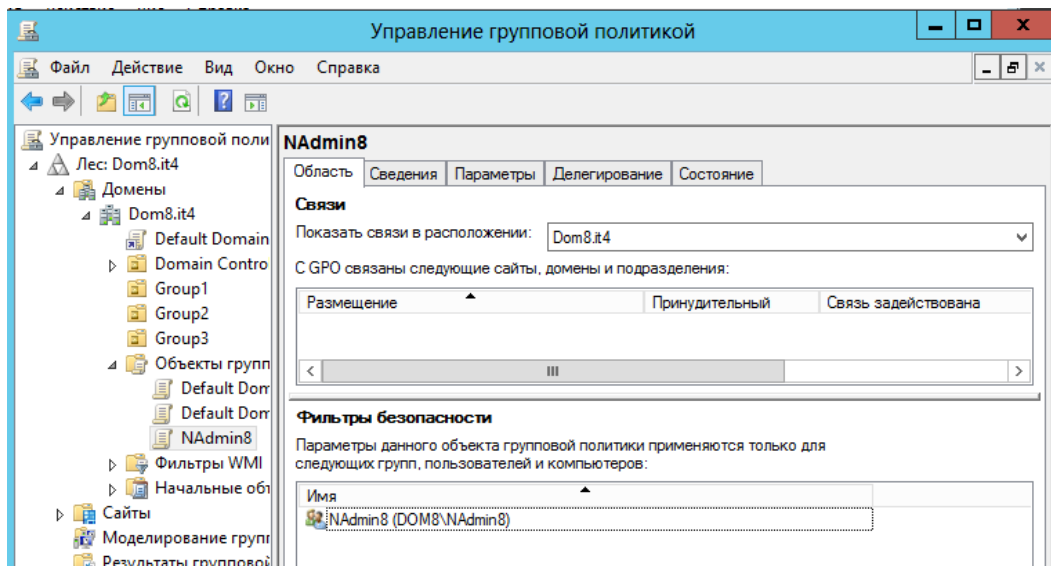 Управление групповой политикой
Файл Действие Вид Окно Справка
Управление групповой поли
Лес: Dom8.it4
Домены
Dom8.it4
Default Domain
Domain Contro
Group1
Group2
Group3
Объекты групп
Default Dom
Default Dom
NAdmin8
Фильтры WMI
Начальные объ
Сайты
Моделирование групп
Результаты групповой
NAdmin8
Область Сведения Параметры Делегирование Состояние
Связи
Показать связи в расположении: Dom8.it4
С GPO связаны следующие сайты, домены и подразделения:
Размещение Принудительный Связь задействована
Фильтры безопасности
Параметры данного объекта групповой политики применяются только для
следующих групп, пользователей и компьютеров:
Имя
NAdmin8 (DOM8\NAdmin8)